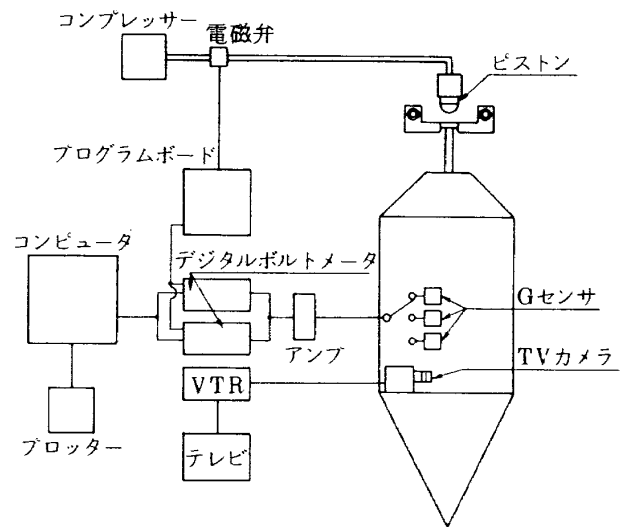 コンプレッサー
電磁弁
ピストン
プログラムボード
コンピュータ
デジタルボルトメータ
Gセンサ
アンプ
TVカメラ
VTR
プロッター
テレビ